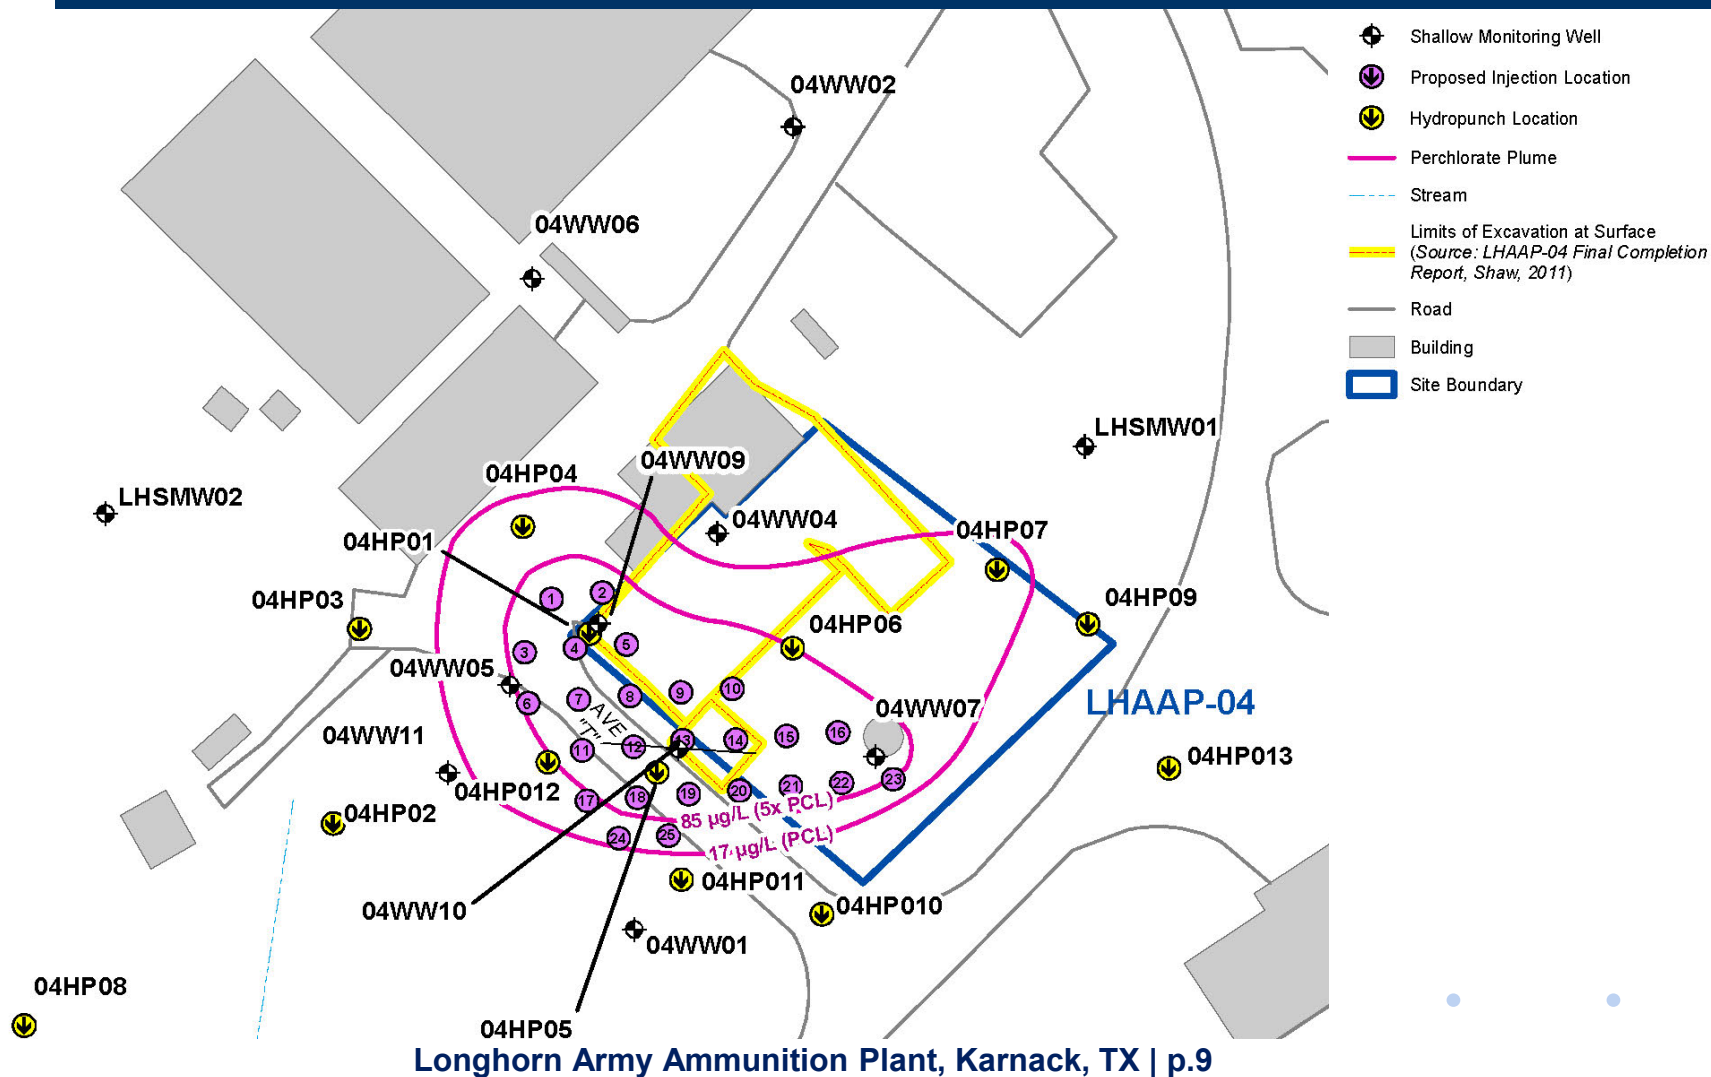 Shallow Monitoring Well
Proposed Injection Location
Hydropunch Location
Perchlorate Plume
Stream
Limits of Excavation at Surface
(Source: LHAAP-04 Final Completion
Report, Shaw, 2011)
Road
Building
Site Boundary
04WW02
04WW06
LHSMW01
04WW09
04HP04
LHSMW02
04WW04
04HP07
04HP01
04HP03
04HP09
04HP06
1
2
3
4
5
04WW05
6
7
8
9
10
LHAAP-04
04WW07
AVE
"T"
04WW11
11
12
13
14
15
16
04HP013
04HP012
04HP02
17
18
19
20
21
22
23
85 µg/L (5x PCL)
24
25
17 µg/L (PCL)
04HP011
04WW10
04HP010
04WW01
04HP08
04HP05
Longhorn Army Ammunition Plant, Karnack, TX | p.9